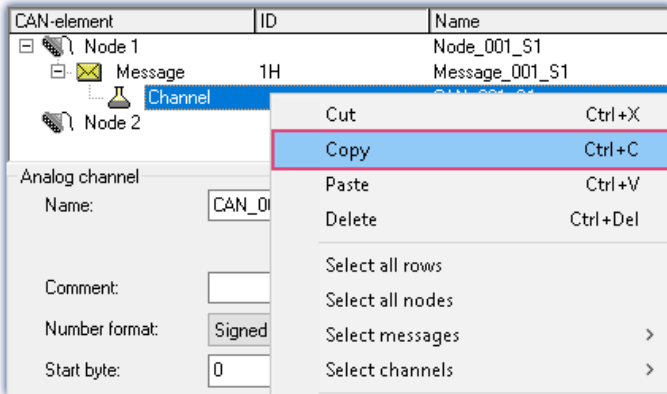 CAN-element ID Name
Node 1 Node_001_S1
Message 1H Message_001_S1
Channel
Node 2
Cut Ctrl+X
Copy Ctrl+C
Paste Ctrl+V
Delete Ctrl+Del
Select all rows
Select all nodes
Select messages
Select channels
Analog channel
Name: CAN_00
Comment:
Number format: Signed
Start byte: 0